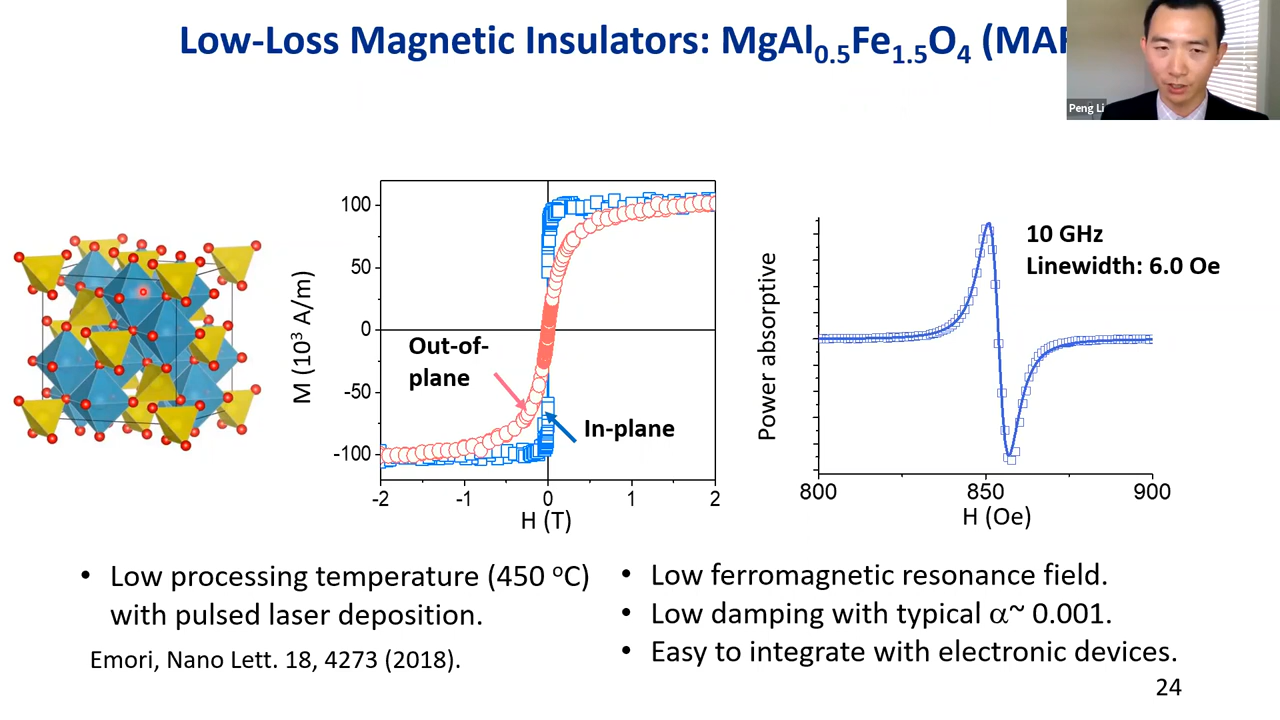 Low-Loss Magnetic Insulators: MgAl0.5Fe1.5O4 (MAF
Peng Li
M (10³ A/m)
100
50
0
-50
-100
Out-of-
plane
In-plane
-2 -1 0 1 2
H (T)
Power absorptive
10 GHz
Linewidth: 6.0 Oe
800 850 900
H (Oe)
• Low processing temperature (450 ⁰C)
with pulsed laser deposition.
Emori, Nano Lett. 18, 4273 (2018).
• Low ferromagnetic resonance field.
• Low damping with typical α~ 0.001.
• Easy to integrate with electronic devices.
24